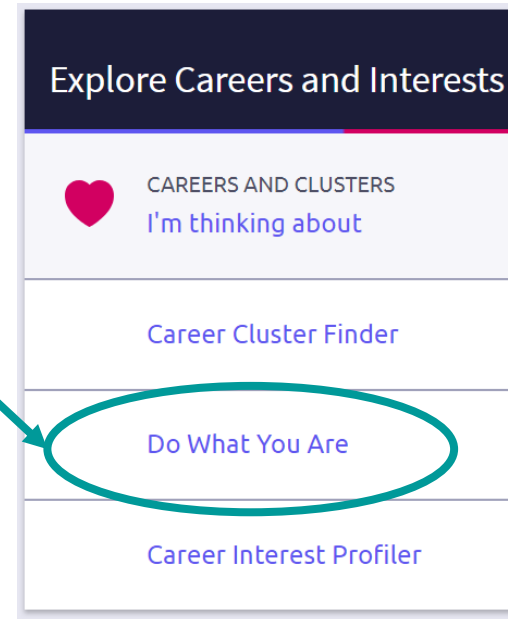 Explore Careers and Interests
CAREERS AND CLUSTERS
I'm thinking about
Career Cluster Finder
Do What You Are
Career Interest Profiler